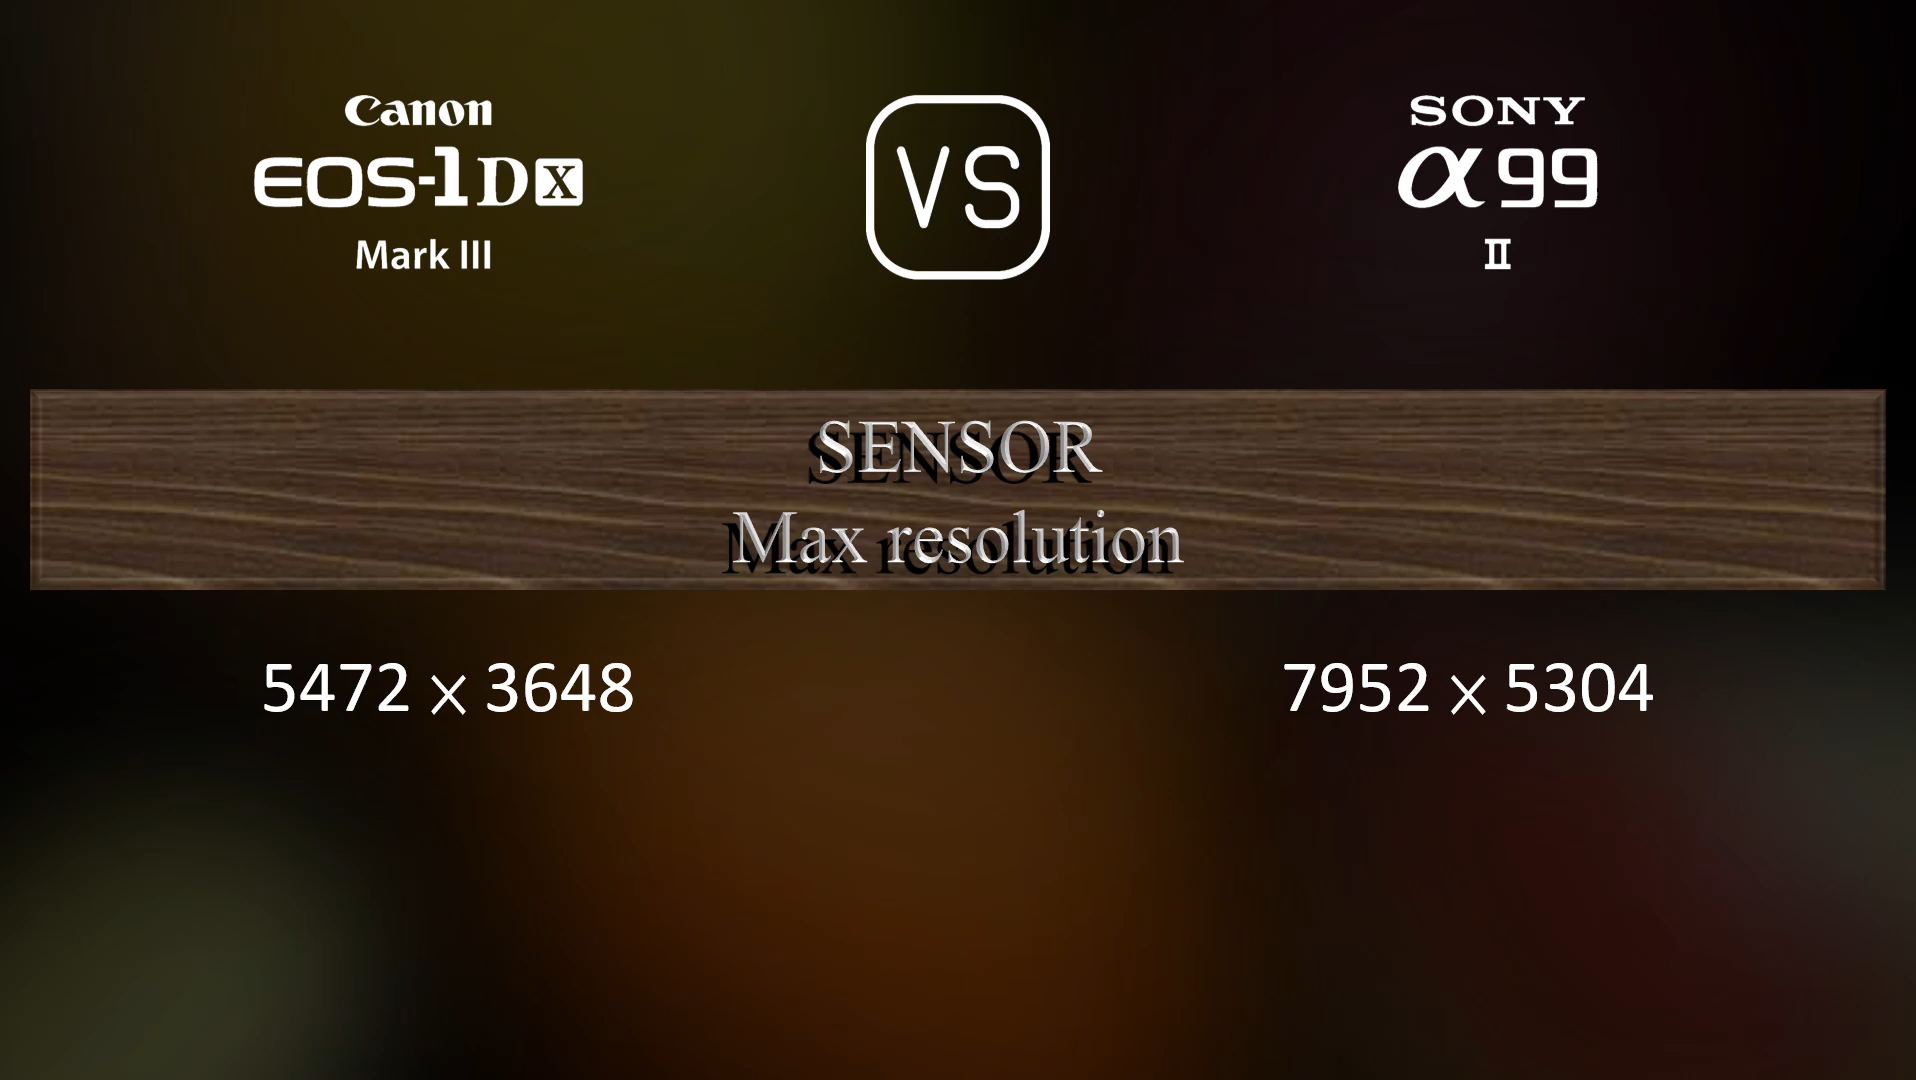 Canon
EOS-1DX
Mark III
VS
SONY
α99
II
SENSOR
Max resolution
5472 x 3648
7952 x 5304